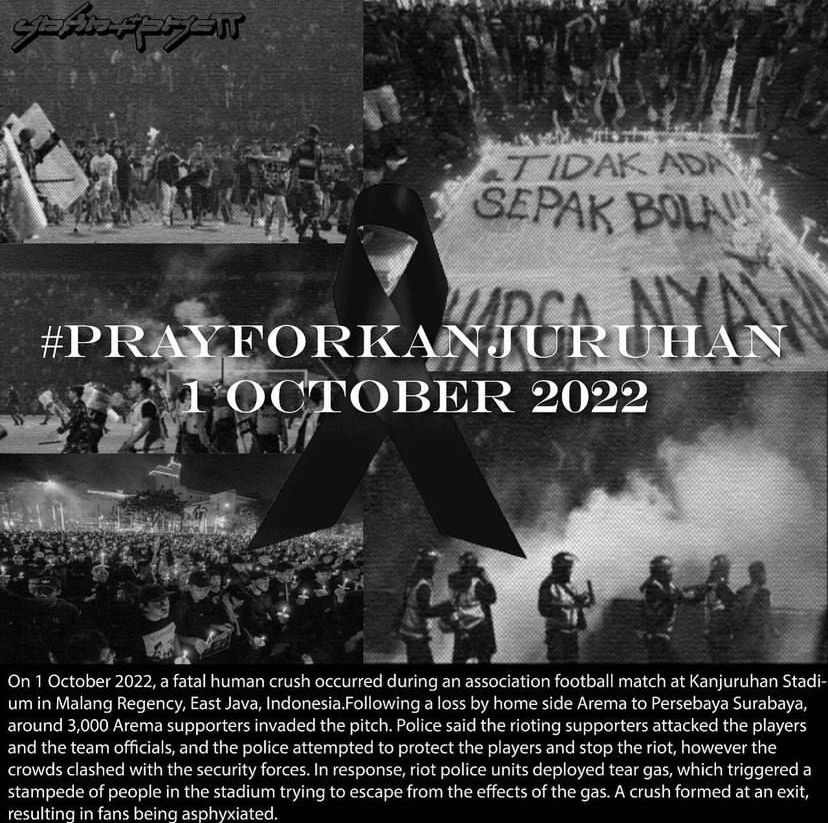 TIDAK ADA
SEPAK BOLA!!!
#PRAYFORKANJURUHAN
1 OCTOBER 2022
On 1 October 2022, a fatal human crush occurred during an association football match at Kanjuruhan Stadi-
um in Malang Regency, East Java, Indonesia.Following a loss by home side Arema to Persebaya Surabaya,
around 3,000 Arema supporters invaded the pitch. Police said the rioting supporters attacked the players
and the team officials, and the police attempted to protect the players and stop the riot, however the
crowds clashed with the security forces. In response, riot police units deployed tear gas, which triggered a
stampede of people in the stadium trying to escape from the effects of the gas. A crush formed at an exit,
resulting in fans being asphyxiated.